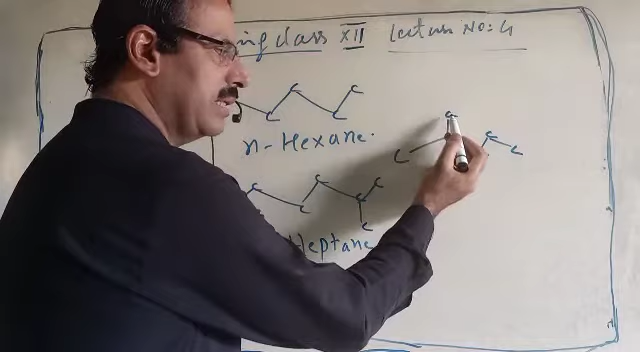 class XII Lecture No: 4
C C C C
n-Hexane.
C C C C
C C C C C
C
Heptane